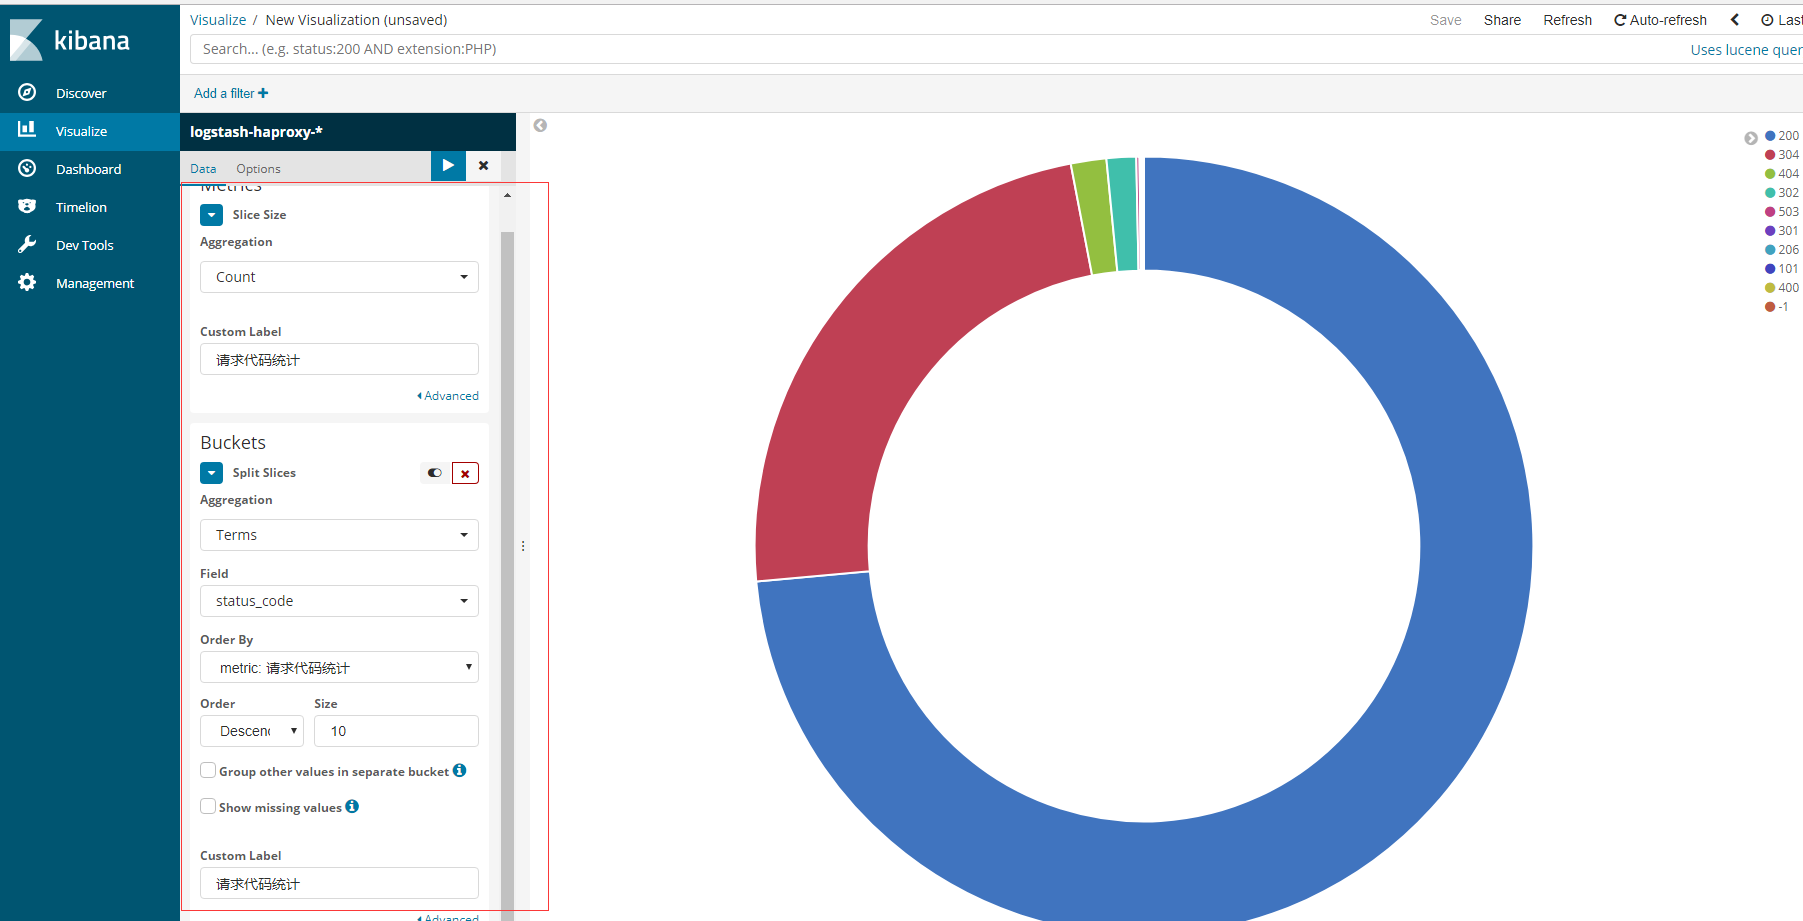 kibana
Discover
Visualize
Dashboard
Timelion
Dev Tools
Management
Visualize / New Visualization (unsaved)
Save Share Refresh Auto-refresh Last
Search... (e.g. status:200 AND extension:PHP)
Uses lucene quer
Add a filter
logstash-haproxy-*
Data Options
Metrics
Slice Size
Aggregation
Count
Custom Label
请求代码统计
Advanced
Buckets
Split Slices
Aggregation
Terms
Field
status_code
Order By
metric: 请求代码统计
Order Size
Descend 10
Group other values in separate bucket
Show missing values
Custom Label
请求代码统计
Advanced
200
304
404
302
503
301
206
101
400
-1